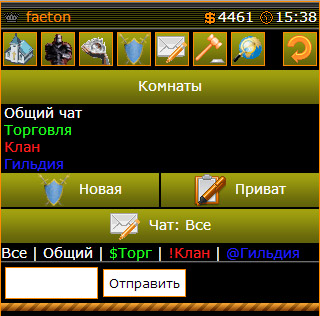 faeton $4461 15:38
Комнаты
Общий чат
Торговля
Клан
Гильдия
Новая Приват
Чат: Все
Все | Общий | $Торг | !Клан | @Гильдия
Отправить